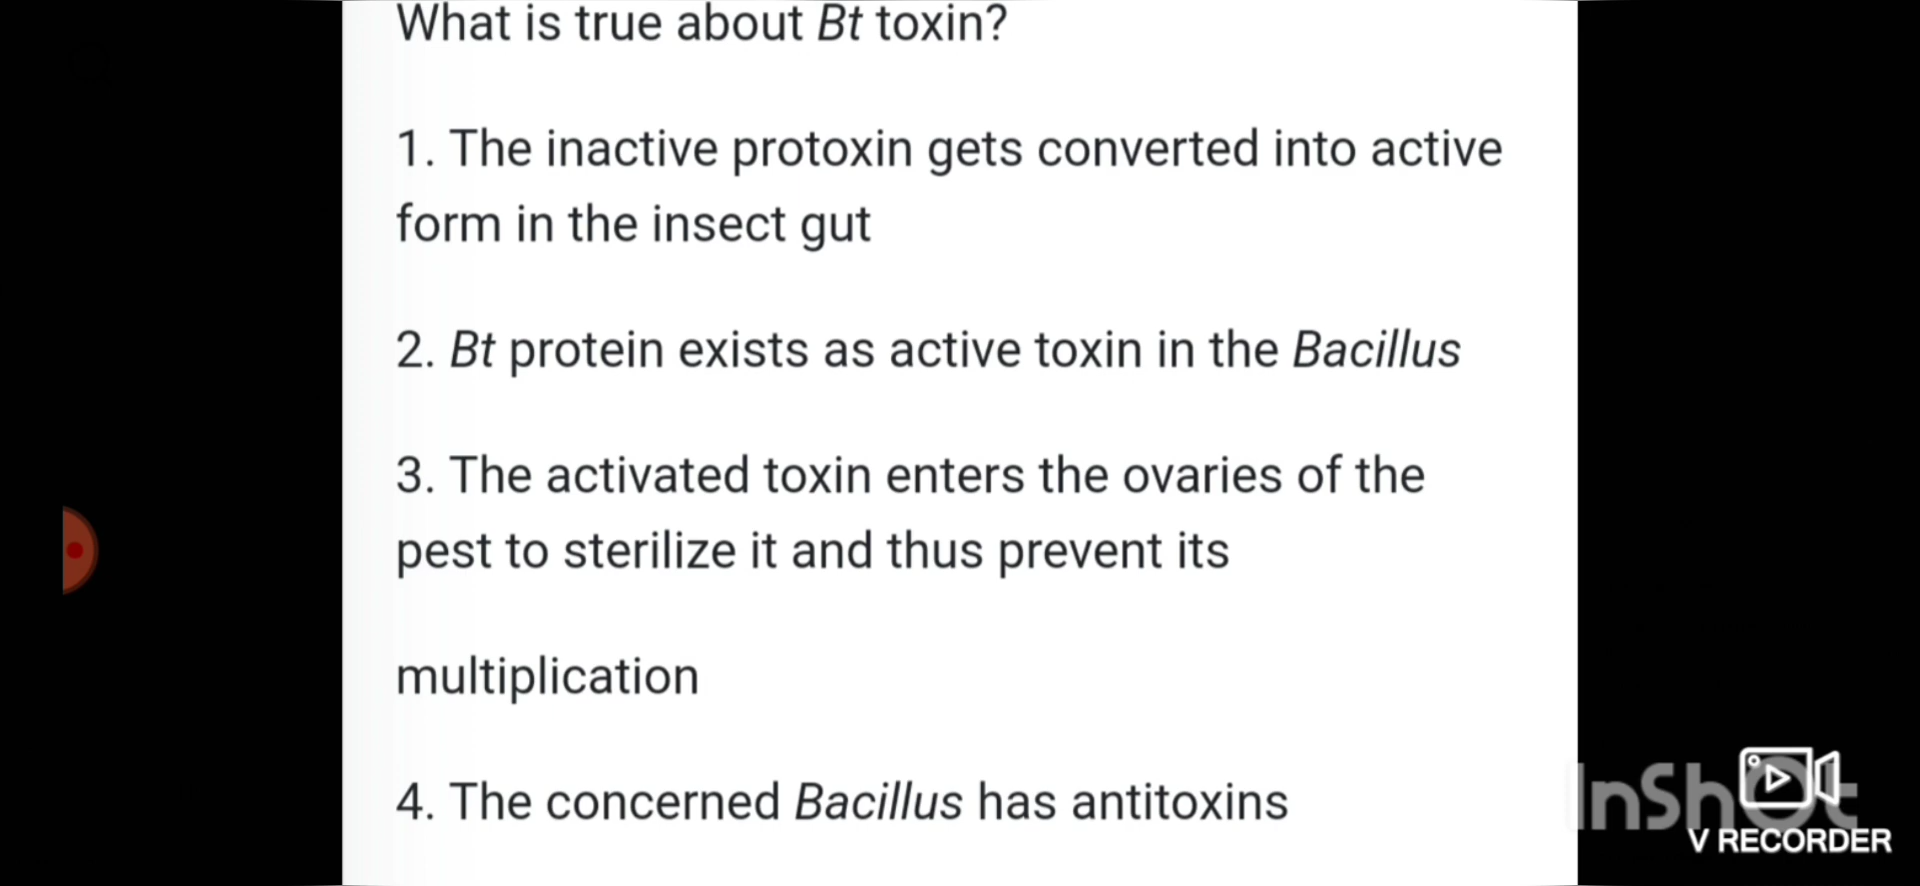 What is true about Bt toxin?
1. The inactive protoxin gets converted into active
form in the insect gut
2. Bt protein exists as active toxin in the Bacillus
3. The activated toxin enters the ovaries of the
pest to sterilize it and thus prevent its
multiplication
4. The concerned Bacillus has antitoxins
InShOt
V RECORDER